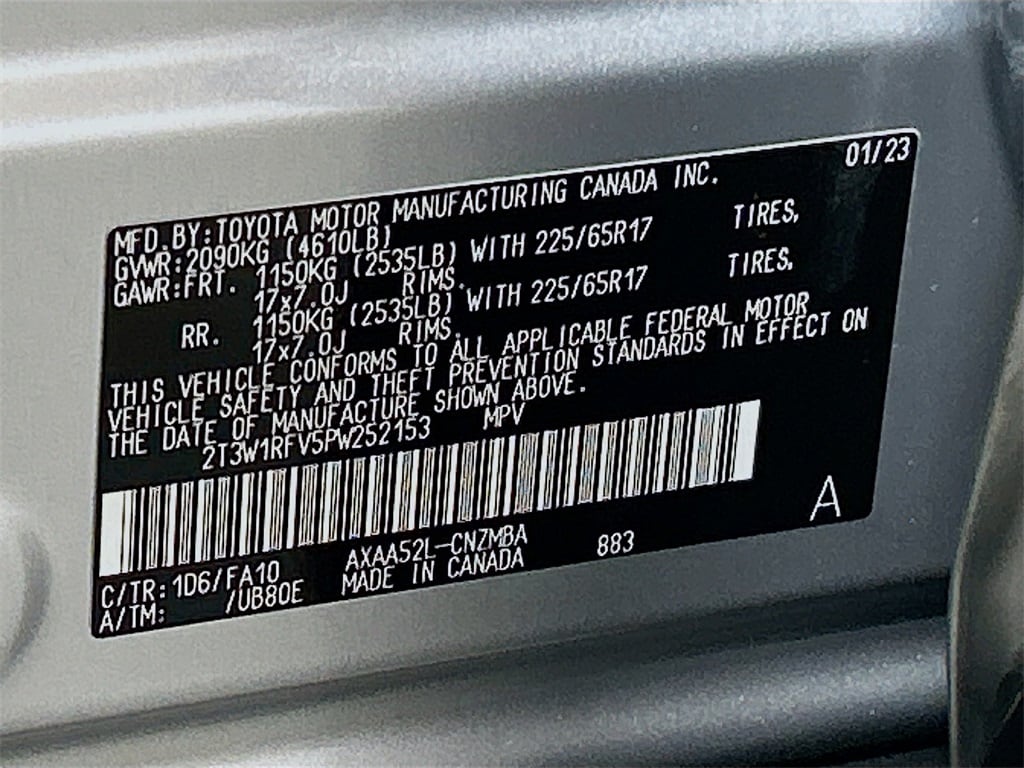 01/23
MFD. BY: TOYOTA MOTOR MANUFACTURING CANADA INC.
GVWR: 2090KG (4610LB)
GAWR: FRT. 1150KG (2535LB) WITH 225/65R17 TIRES,
17x7.0J RIMS.
RR. 1150KG (2535LB) WITH 225/65R17 TIRES,
17x7.0J RIMS.
THIS VEHICLE CONFORMS TO ALL APPLICABLE FEDERAL MOTOR
VEHICLE SAFETY AND THEFT PREVENTION STANDARDS IN EFFECT ON
THE DATE OF MANUFACTURE SHOWN ABOVE.
2T3W1RFV5PW252153 MPV
A
C/TR: 1D6/FA10 AXAA52L-CNZMBA 883
A/TM: /UB80E MADE IN CANADA